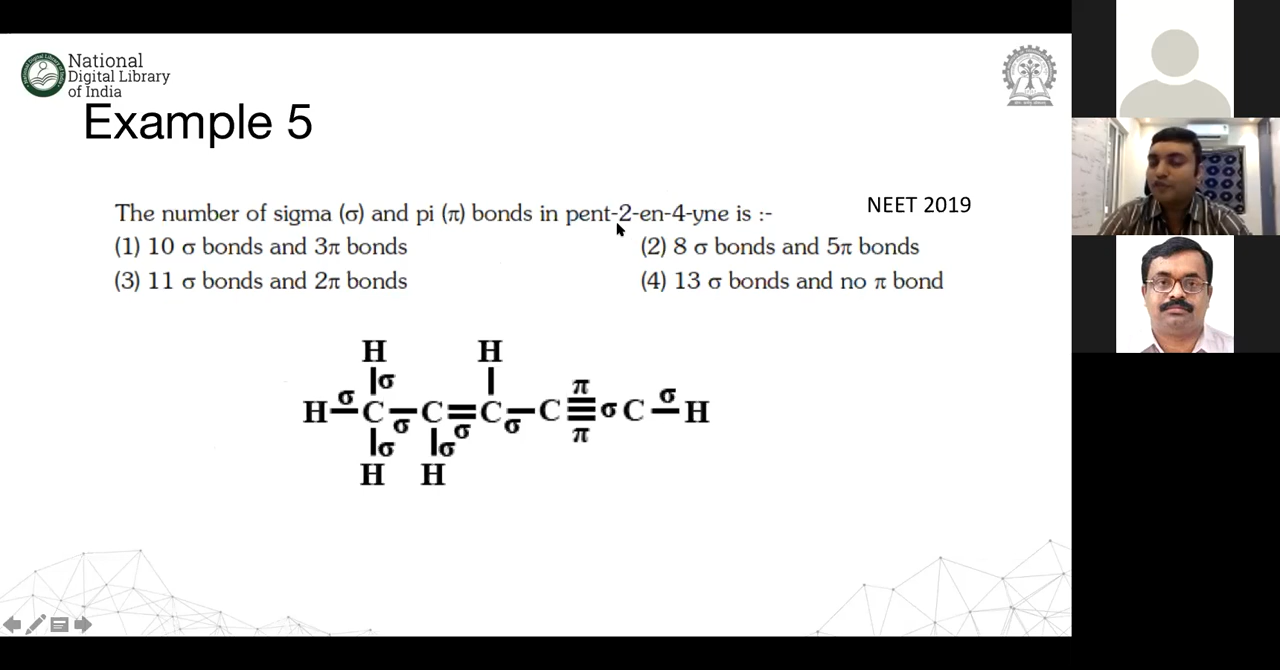 National
Digital Library
of India
Example 5
The number of sigma (σ) and pi (π) bonds in pent-2-en-4-yne is :-
NEET 2019
(1) 10 σ bonds and 3π bonds
(2) 8 σ bonds and 5π bonds
(3) 11 σ bonds and 2π bonds
(4) 13 σ bonds and no π bond
H H
σ σ π σ
H C C C C σ C H
σ σ σ σ σ π
H H